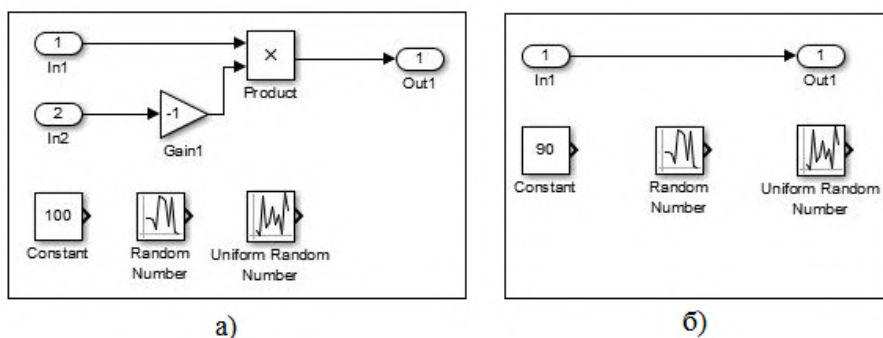 1
In1
×
Product
1
Out1
2
In2
-1
Gain1
100
Constant
Random
Number
Uniform Random
Number
а)
1
In1
1
Out1
90
Constant
Random
Number
Uniform Random
Number
б)